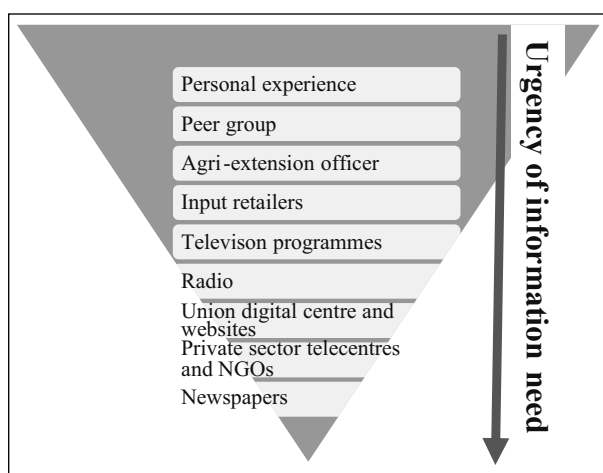 Personal experience
Peer group
Agri-extension officer
Input retailers
Televison programmes
Radio
Union digital centre and
websites
Private sector telecentres
and NGOs
Newspapers
Urgency of information need